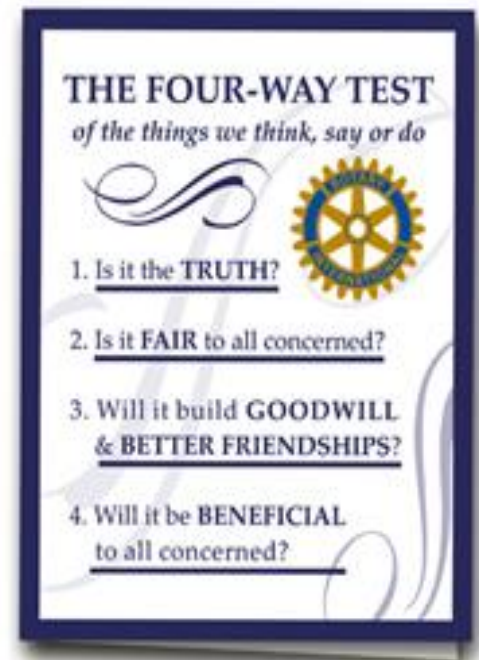 THE FOUR-WAY TEST
of the things we think, say or do
ROTARY
INTERNATIONAL
1. Is it the TRUTH?
2. Is it FAIR to all concerned?
3. Will it build GOODWILL
& BETTER FRIENDSHIPS?
4. Will it be BENEFICIAL
to all concerned?